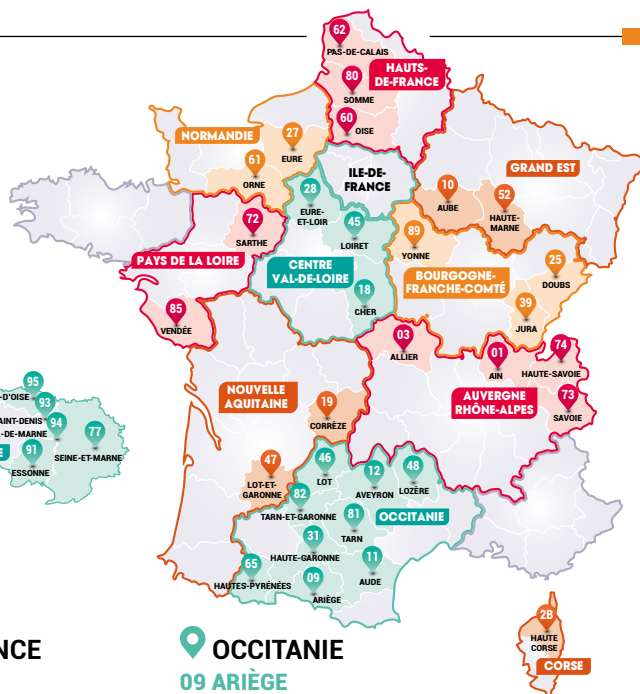 62
PAS-DE-CALAIS
HAUTS-
DE-FRANCE
80
SOMME
60
OISE
NORMANDIE
27
EURE
61
ORNE
ILE-DE-
FRANCE
GRAND EST
10
AUBE
52
HAUTE-
MARNE
28
EURE-
ET-LOIR
45
LOIRET
72
SARTHE
PAYS DE LA LOIRE
CENTRE
VAL-DE-LOIRE
18
CHER
89
YONNE
BOURGOGNE-
FRANCHE-COMTÉ
25
DOUBS
39
JURA
85
VENDÉE
03
ALLIER
01
AIN
74
HAUTE-SAVOIE
73
SAVOIE
AUVERGNE
RHÔNE-ALPES
NOUVELLE
AQUITAINE
19
CORRÈZE
47
LOT-ET-
GARONNE
95
-D'OISE
93
AINT-DENIS
94
-DE-MARNE
91
ESSONNE
77
SEINE-ET-MARNE
E
46
LOT
12
AVEYRON
48
LOZÈRE
82
TARN-ET-GARONNE
81
TARN
OCCITANIE
31
HAUTE-GARONNE
65
HAUTES-PYRÉNÉES
09
ARIÈGE
11
AUDE
2B
HAUTE
CORSE
CORSE
NCE
OCCITANIE
09 ARIÈGE